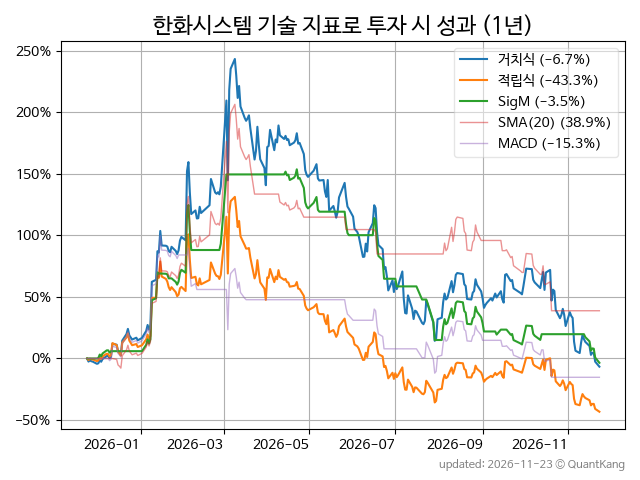 한화시스템 기술 지표로 투자 시 성과 (1년)
250%
200%
150%
100%
50%
0%
−50%
거치식 (-6.7%)
적립식 (-43.3%)
SigM (-3.5%)
SMA(20) (38.9%)
MACD (-15.3%)
2026-01
2026-03
2026-05
2026-07
2026-09
2026-11
updated: 2026-11-23 © QuantKang